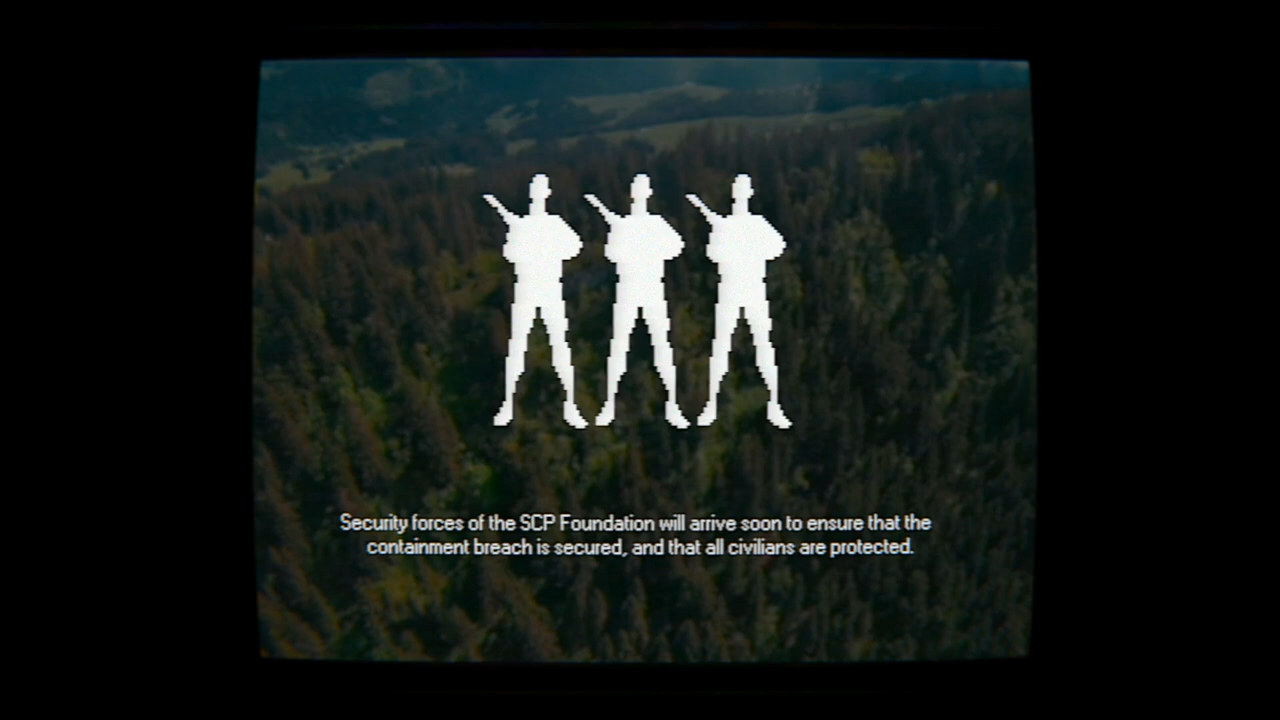 Security forces of the SCP Foundation will arrive soon to ensure that the
containment breach is secured, and that all civilians are protected.